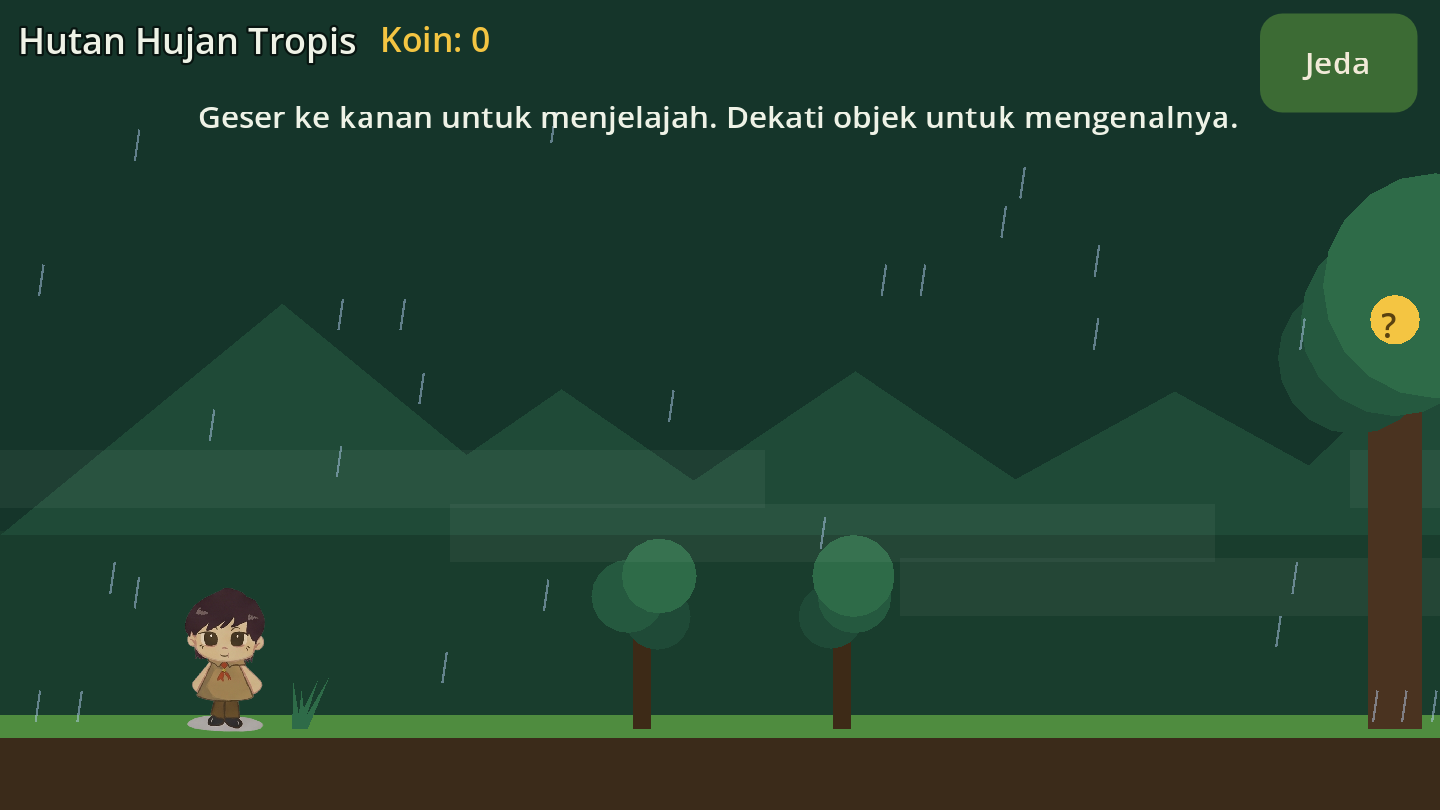 Hutan Hujan Tropis
Koin: 0
Jeda
Geser ke kanan untuk menjelajah. Dekati objek untuk mengenalnya.
?